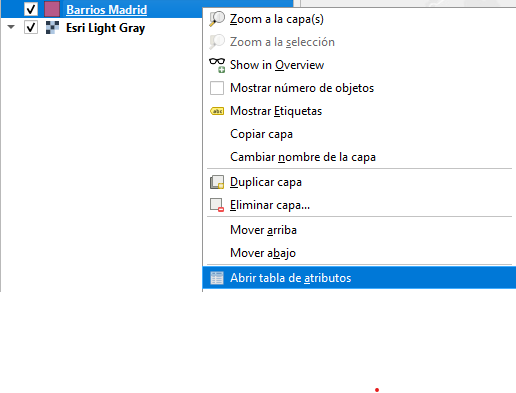 Barrios Madrid
Esri Light Gray
Zoom a la capa(s)
Zoom a la selección
Show in Overview
Mostrar número de objetos
abc Mostrar Etiquetas
Copiar capa
Cambiar nombre de la capa
Duplicar capa
Eliminar capa...
Mover arriba
Mover abajo
Abrir tabla de atributos